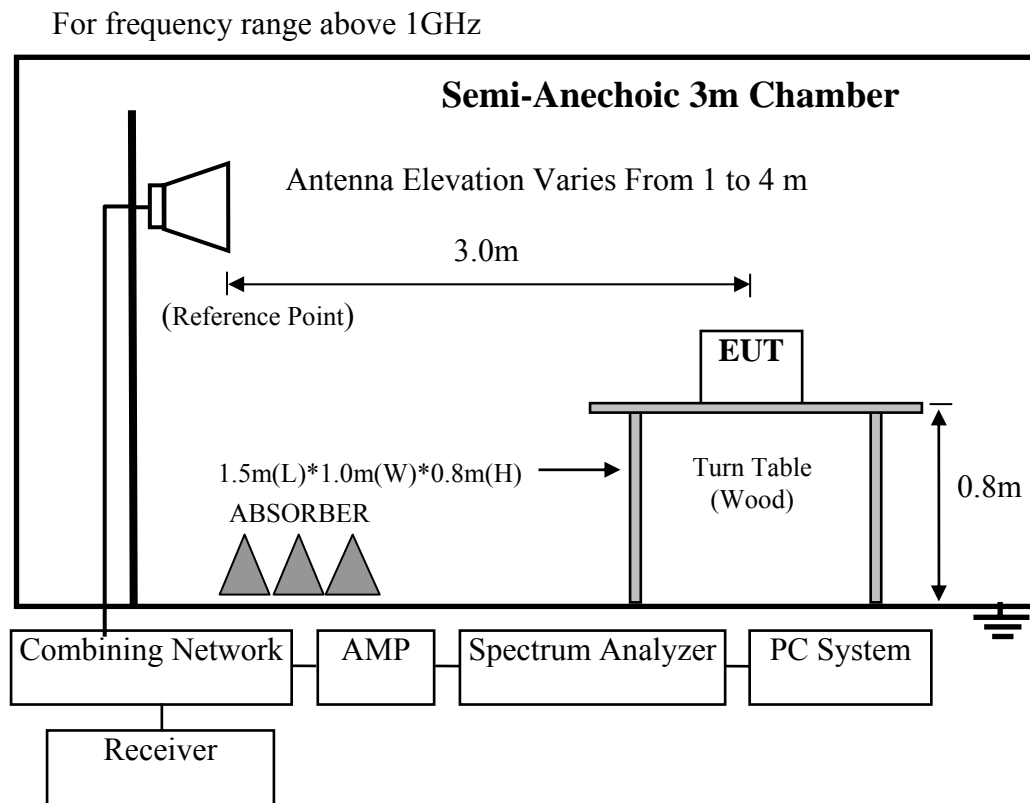 For frequency range above 1GHz
Semi-Anechoic 3m Chamber
Antenna Elevation Varies From 1 to 4 m
3.0m
(Reference Point)
EUT
1.5m(L)*1.0m(W)*0.8m(H)
Turn Table
(Wood)
0.8m
ABSORBER
Combining Network
AMP
Spectrum Analyzer
PC System
Receiver